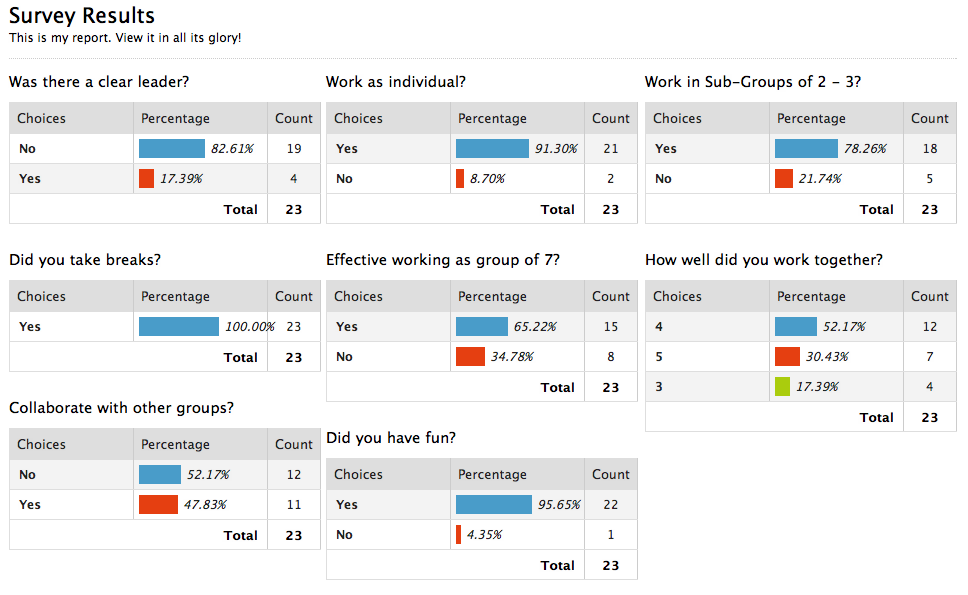 Survey Results
This is my report. View it in all its glory!
Was there a clear leader?
Choices Percentage Count
No 82.61% 19
Yes 17.39% 4
Total 23
Did you take breaks?
Choices Percentage Count
Yes 100.00% 23
Total 23
Collaborate with other groups?
Choices Percentage Count
No 52.17% 12
Yes 47.83% 11
Total 23
Work as individual?
Choices Percentage Count
Yes 91.30% 21
No 8.70% 2
Total 23
Effective working as group of 7?
Choices Percentage Count
Yes 65.22% 15
No 34.78% 8
Total 23
Did you have fun?
Choices Percentage Count
Yes 95.65% 22
No 4.35% 1
Total 23
Work in Sub-Groups of 2 - 3?
Choices Percentage Count
Yes 78.26% 18
No 21.74% 5
Total 23
How well did you work together?
Choices Percentage Count
4 52.17% 12
5 30.43% 7
3 17.39% 4
Total 23